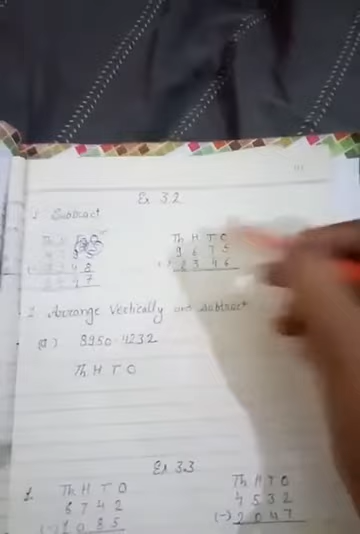 Ex 3.2
1. Subtract
Th H T O
9 6 7 5
2 3 4 6
2. Arrange Vertically and subtract
(a) 8950-4232
Th H T O
Ex 3.3
1. Th H T O
6 7 4 2
(-) 2 0 8 5
Th H T O
4 5 3 2
(-) 2 0 4 7